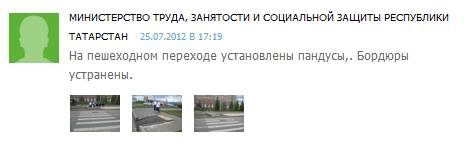 МИНИСТЕРСТВО ТРУДА, ЗАНЯТОСТИ И СОЦИАЛЬНОЙ ЗАЩИТЫ РЕСПУБЛИКИ
ТАТАРСТАН 25.07.2012 В 17:19
На пешеходном переходе установлены пандусы,. Бордюры
устранены.